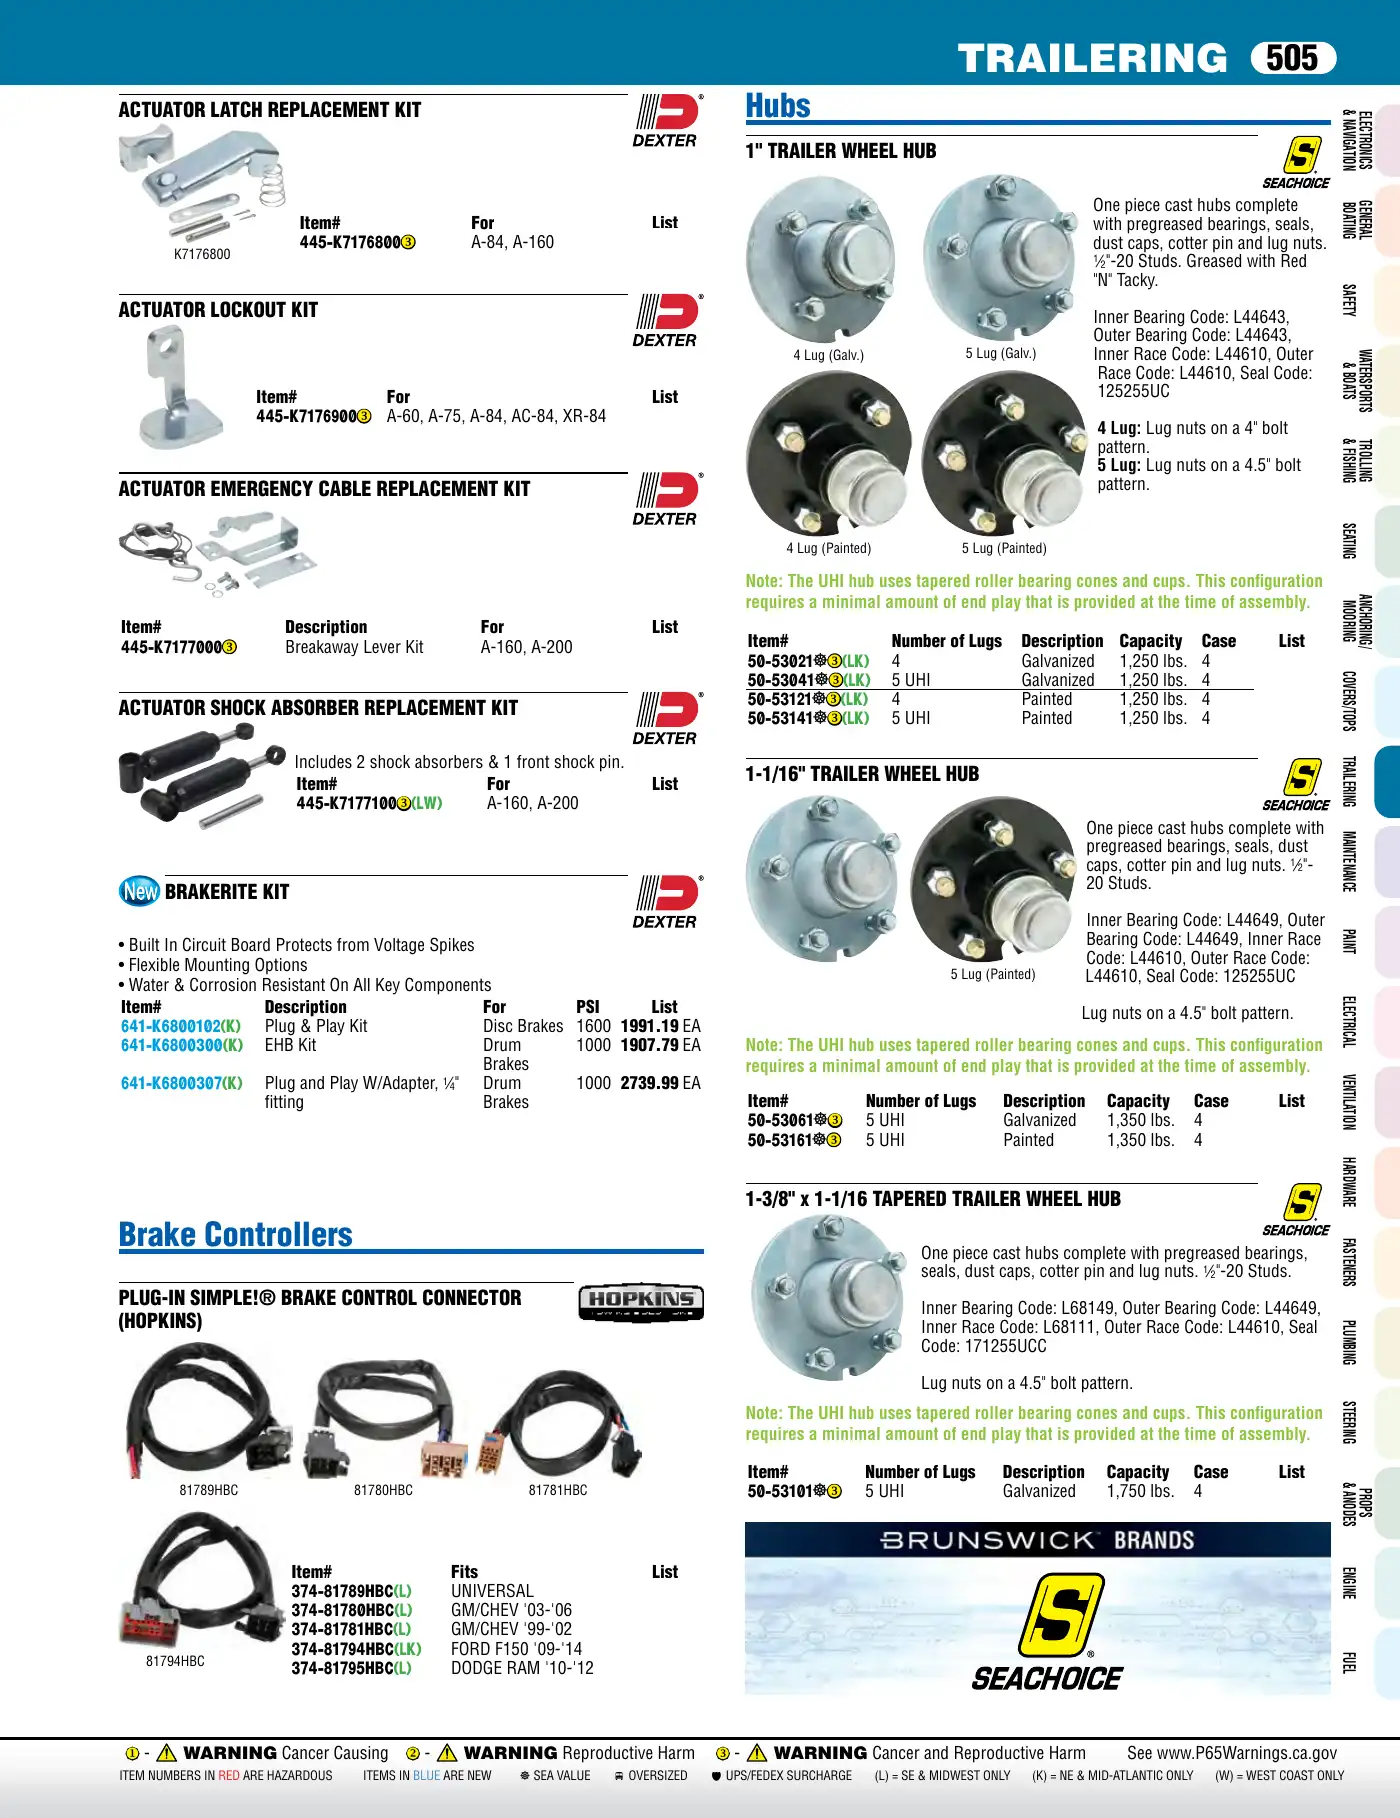 TRAILERING 505
ACTUATOR LATCH REPLACEMENT KIT
DEXTER
K7176800
Item# For List
445-K7176800 3 A-84, A-160
ACTUATOR LOCKOUT KIT
DEXTER
Item# For List
445-K7176900 3 A-60, A-75, A-84, AC-84, XR-84
ACTUATOR EMERGENCY CABLE REPLACEMENT KIT
DEXTER
Item# Description For List
445-K7177000 3 Breakaway Lever Kit A-160, A-200
ACTUATOR SHOCK ABSORBER REPLACEMENT KIT
DEXTER
Includes 2 shock absorbers & 1 front shock pin.
Item# For List
445-K7177100 3 (LW) A-160, A-200
New BRAKERITE KIT
DEXTER
• Built In Circuit Board Protects from Voltage Spikes
• Flexible Mounting Options
• Water & Corrosion Resistant On All Key Components
Item# Description For PSI List
641-K6800102(K) Plug & Play Kit Disc Brakes 1600 1991.19 EA
641-K6800300(K) EHB Kit Drum 1000 1907.79 EA
Brakes
641-K6800307(K) Plug and Play W/Adapter, ¼" Drum 1000 2739.99 EA
fitting Brakes
Brake Controllers
PLUG-IN SIMPLE!® BRAKE CONTROL CONNECTOR
(HOPKINS)
HOPKINS
81789HBC 81780HBC 81781HBC
81794HBC
Item# Fits List
374-81789HBC(L) UNIVERSAL
374-81780HBC(L) GM/CHEV '03-'06
374-81781HBC(L) GM/CHEV '99-'02
374-81794HBC(LK) FORD F150 '09-'14
374-81795HBC(L) DODGE RAM '10-'12
Hubs
1" TRAILER WHEEL HUB
S
SEACHOICE
4 Lug (Galv.) 5 Lug (Galv.)
4 Lug (Painted) 5 Lug (Painted)
One piece cast hubs complete
with pregreased bearings, seals,
dust caps, cotter pin and lug nuts.
½"-20 Studs. Greased with Red
"N" Tacky.
Inner Bearing Code: L44643,
Outer Bearing Code: L44643,
Inner Race Code: L44610, Outer
Race Code: L44610, Seal Code:
125255UC
4 Lug: Lug nuts on a 4" bolt
pattern.
5 Lug: Lug nuts on a 4.5" bolt
pattern.
Note: The UHI hub uses tapered roller bearing cones and cups. This configuration
requires a minimal amount of end play that is provided at the time of assembly.
Item# Number of Lugs Description Capacity Case List
50-53021 3 (LK) 4 Galvanized 1,250 lbs. 4
50-53041 3 (LK) 5 UHI Galvanized 1,250 lbs. 4
50-53121 3 (LK) 4 Painted 1,250 lbs. 4
50-53141 3 (LK) 5 UHI Painted 1,250 lbs. 4
1-1/16" TRAILER WHEEL HUB
S
SEACHOICE
5 Lug (Painted)
One piece cast hubs complete with
pregreased bearings, seals, dust
caps, cotter pin and lug nuts. ½"-
20 Studs.
Inner Bearing Code: L44649, Outer
Bearing Code: L44649, Inner Race
Code: L44610, Outer Race Code:
L44610, Seal Code: 125255UC
Lug nuts on a 4.5" bolt pattern.
Note: The UHI hub uses tapered roller bearing cones and cups. This configuration
requires a minimal amount of end play that is provided at the time of assembly.
Item# Number of Lugs Description Capacity Case List
50-53061 3 5 UHI Galvanized 1,350 lbs. 4
50-53161 3 5 UHI Painted 1,350 lbs. 4
1-3/8" x 1-1/16 TAPERED TRAILER WHEEL HUB
S
SEACHOICE
One piece cast hubs complete with pregreased bearings,
seals, dust caps, cotter pin and lug nuts. ½"-20 Studs.
Inner Bearing Code: L68149, Outer Bearing Code: L44649,
Inner Race Code: L68111, Outer Race Code: L44610, Seal
Code: 171255UCC
Lug nuts on a 4.5" bolt pattern.
Note: The UHI hub uses tapered roller bearing cones and cups. This configuration
requires a minimal amount of end play that is provided at the time of assembly.
Item# Number of Lugs Description Capacity Case List
50-53101 3 5 UHI Galvanized 1,750 lbs. 4
BRUNSWICK BRANDS
S
SEACHOICE
ELECTRONICS
& NAVIGATION
GENERAL
BOATING
SAFETY
WATERSPORTS
& BOATS
TROLLING
& FISHING
SEATING
ANCHORING/
MOORING
COVERS/TOPS
TRAILERING
MAINTENANCE
PAINT
ELECTRICAL
VENTILATION
HARDWARE
FASTENERS
PLUMBING
STEERING
PROPS
& ANODES
ENGINE
FUEL
1 - WARNING Cancer Causing 2 - WARNING Reproductive Harm 3 - WARNING Cancer and Reproductive Harm See www.P65Warnings.ca.gov
ITEM NUMBERS IN RED ARE HAZARDOUS ITEMS IN BLUE ARE NEW SEA VALUE OVERSIZED UPS/FEDEX SURCHARGE (L) = SE & MIDWEST ONLY (K) = NE & MID-ATLANTIC ONLY (W) = WEST COAST ONLY